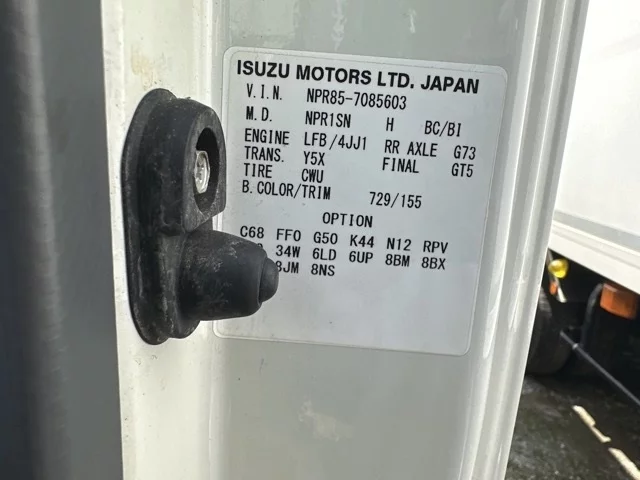 ISUZU MOTORS LTD. JAPAN
V.I.N. NPR85-7085603
M.D. NPR1SN H BC/BI
ENGINE LFB/4JJ1 RR AXLE G73
TRANS. Y5X FINAL GT5
TIRE CWU
B.COLOR/TRIM 729/155
OPTION
C68 FF0 G50 K44 N12 RPV
34W 6LD 6UP 8BM 8BX
8NS